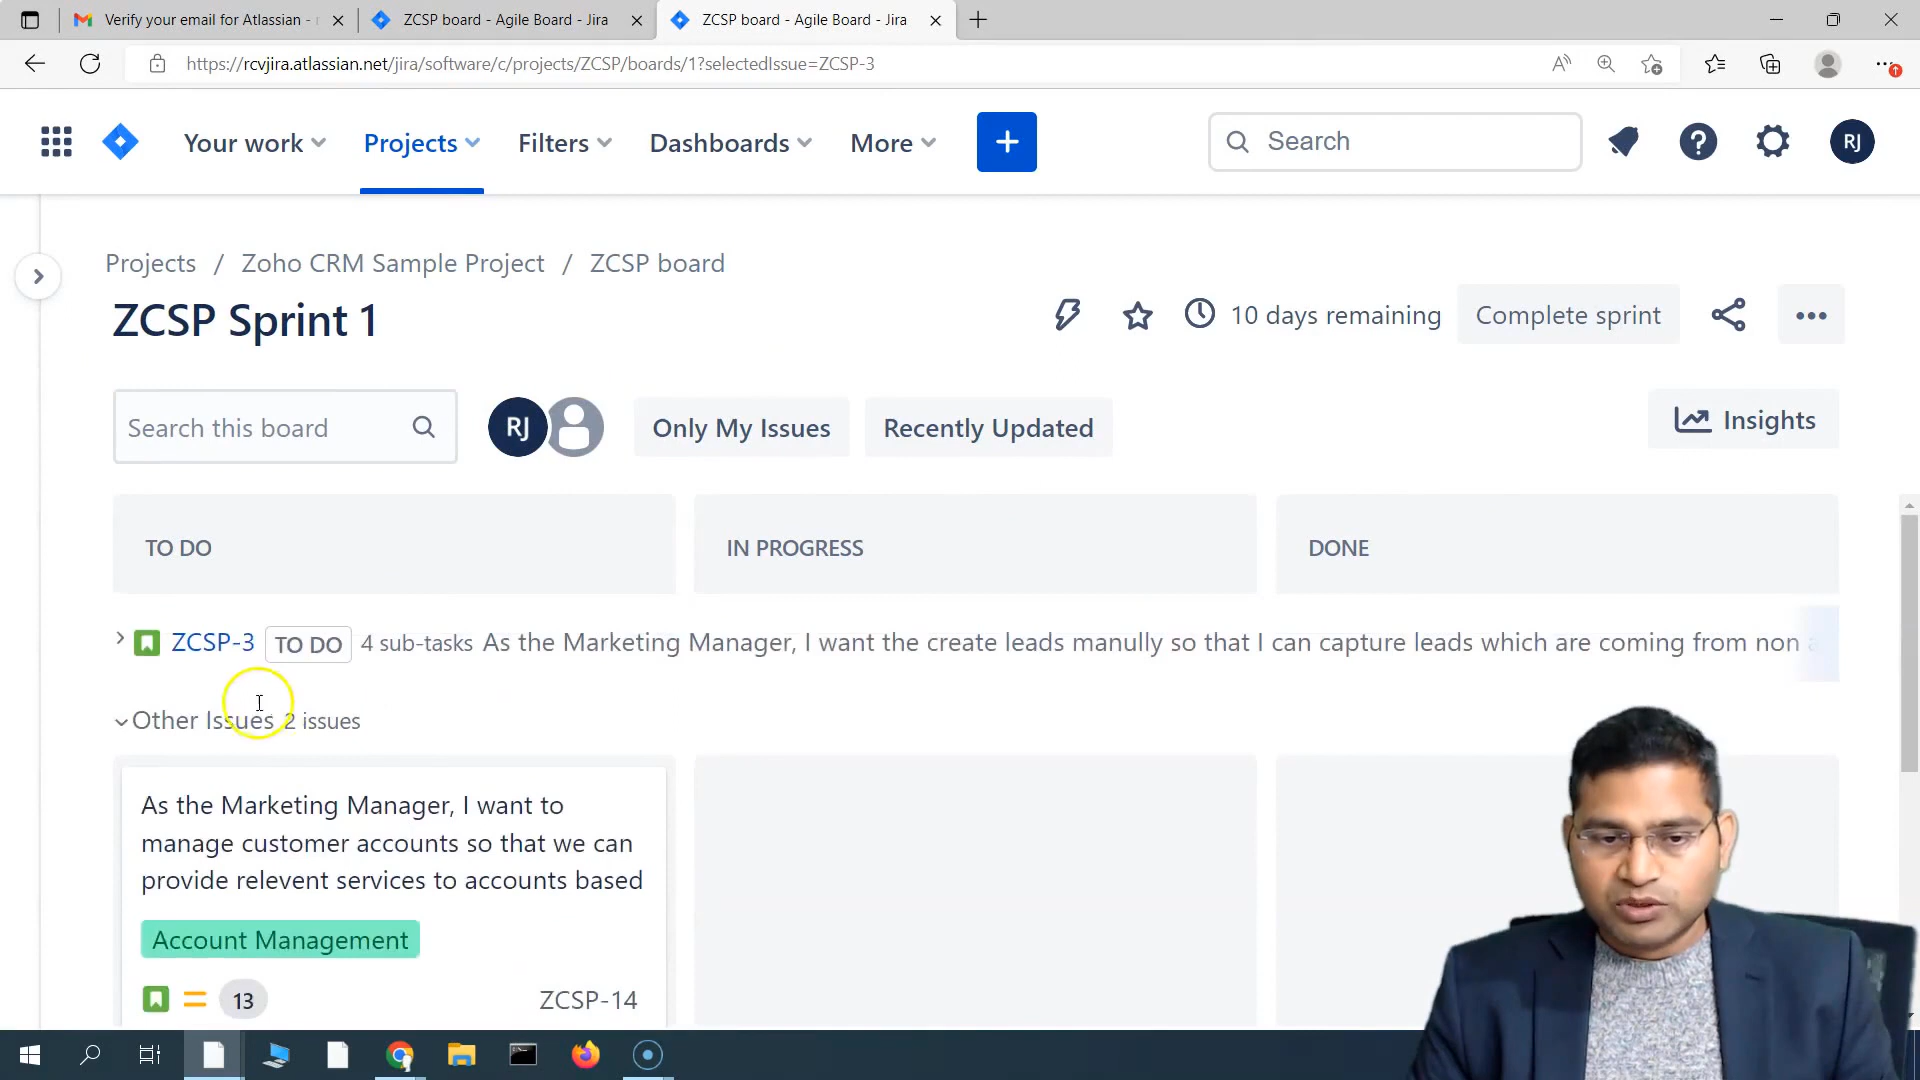 Verify your email for Atlassian -
ZCSP board - Agile Board - Jira
ZCSP board - Agile Board - Jira
https://rcvjira.atlassian.net/jira/software/c/projects/ZCSP/boards/1?selectedIssue=ZCSP-3
Your work
Projects
Filters
Dashboards
More
Search
RJ
Projects / Zoho CRM Sample Project / ZCSP board
ZCSP Sprint 1
10 days remaining
Complete sprint
Search this board
RJ
Only My Issues
Recently Updated
Insights
TO DO
IN PROGRESS
DONE
ZCSP-3 TO DO 4 sub-tasks As the Marketing Manager, I want the create leads manully so that I can capture leads which are coming from non
Other Issues 2 issues
As the Marketing Manager, I want to
manage customer accounts so that we can
provide relevent services to accounts based
Account Management
13
ZCSP-14